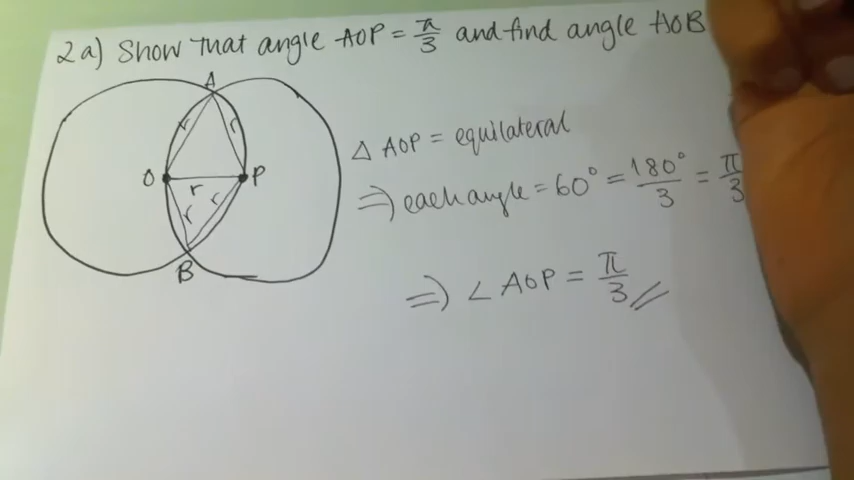 2a) Show that angle AOP = π/3 and find angle AOB
A
r
r
O
r
P
r
r
B
△ AOP = equilateral
⇒ each angle = 60° = 180°/3 = π/3
⇒ ∠ AOP = π/3 //